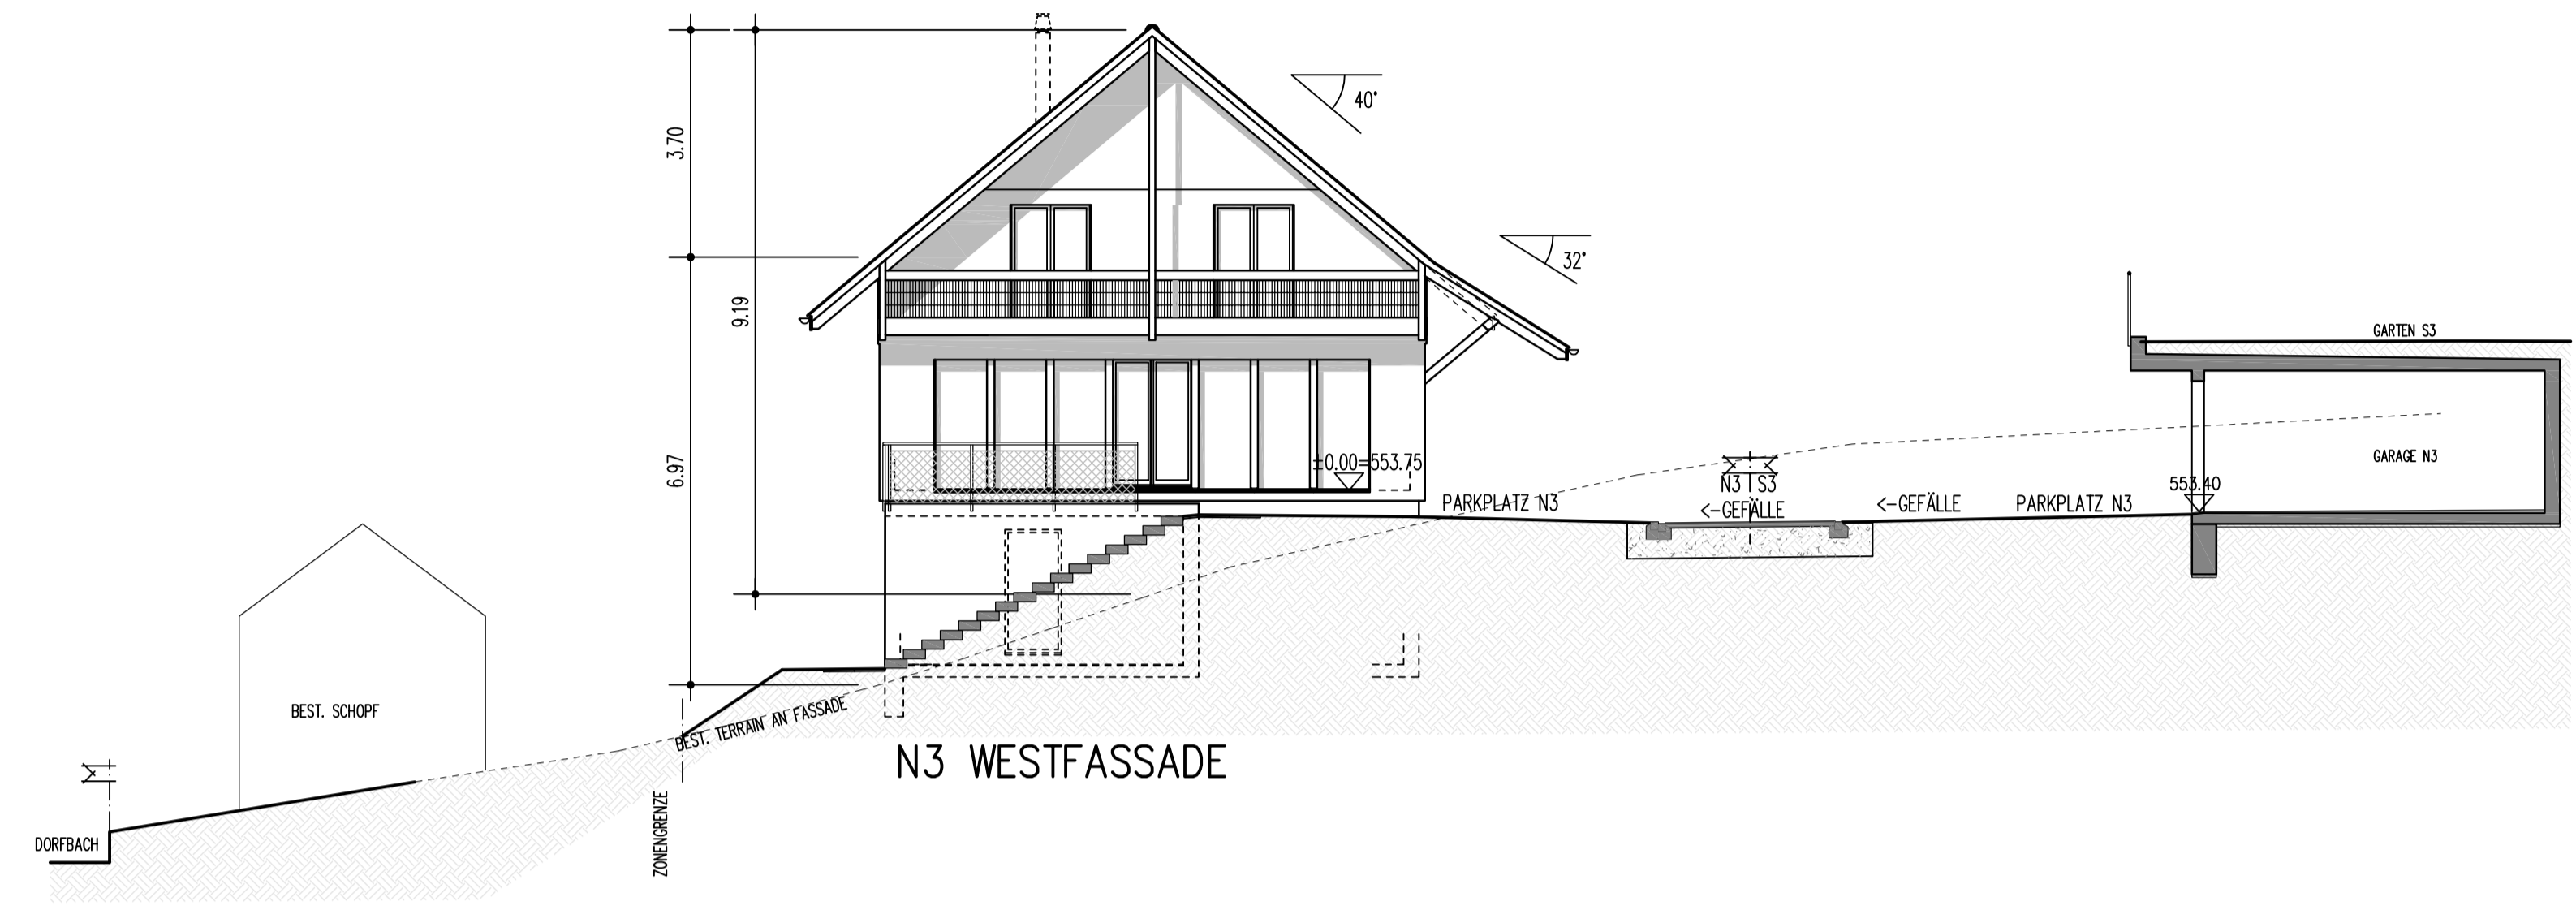 40°
3.70
32°
9.19
GARTEN S3
6.97
±0.00=553.75
GARAGE N3
N3 | S3
553.40
PARKPLATZ N3
<-GEFÄLLE
<-GEFÄLLE
PARKPLATZ N3
BEST. SCHOPF
BEST. TERRAIN AN FASSADE
N3 WESTFASSADE
ZONENGRENZE
DORFBACH